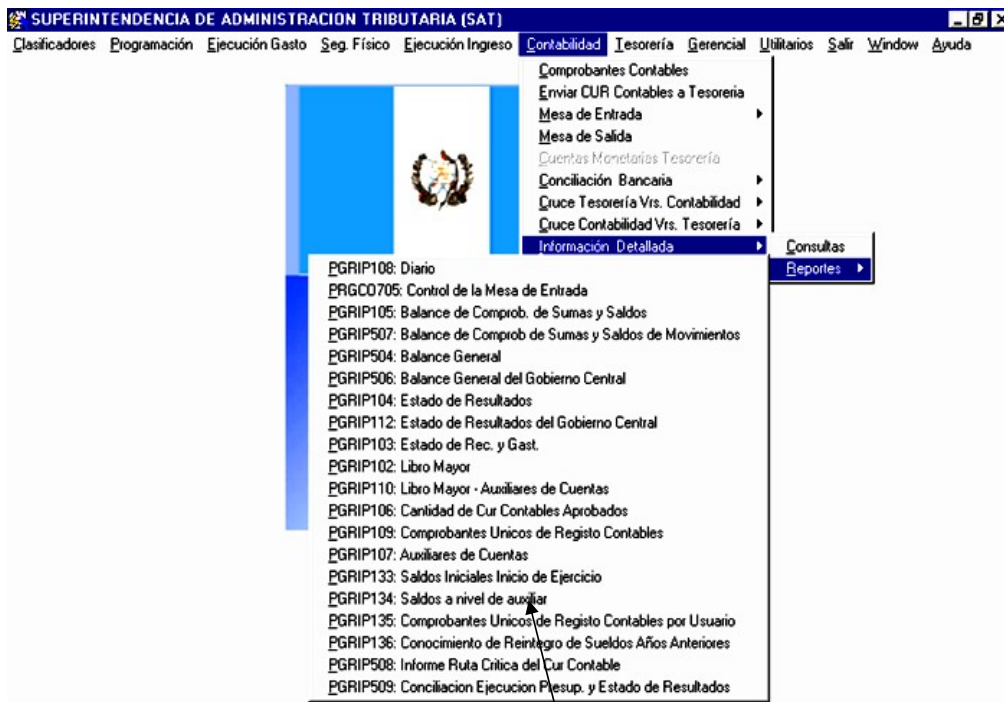 SUPERINTENDENCIA DE ADMINISTRACION TRIBUTARIA (SAT)
Clasificadores Programación Ejecución Gasto Seg. Físico Ejecución Ingreso Contabilidad Tesorería Gerencial Utilitarios Salir Window Ayuda
Comprobantes Contables
Enviar CUR Contables a Tesoreria
Mesa de Entrada
Mesa de Salida
Cuentas Monetarias Tesorería
Conciliación Bancaria
Cruce Tesorería Vrs. Contabilidad
Cruce Contabilidad Vrs. Tesorería
Información Detallada
Consultas
Reportes
PGRIP108: Diario
PRGCO705: Control de la Mesa de Entrada
PGRIP105: Balance de Comprob. de Sumas y Saldos
PGRIP507: Balance de Comprob de Sumas y Saldos de Movimientos
PGRIP504: Balance General
PGRIP506: Balance General del Gobierno Central
PGRIP104: Estado de Resultados
PGRIP112: Estado de Resultados del Gobierno Central
PGRIP103: Estado de Rec. y Gast.
PGRIP102: Libro Mayor
PGRIP110: Libro Mayor - Auxiliares de Cuentas
PGRIP106: Cantidad de Cur Contables Aprobados
PGRIP109: Comprobantes Unicos de Registo Contables
PGRIP107: Auxiliares de Cuentas
PGRIP133: Saldos Iniciales Inicio de Ejercicio
PGRIP134: Saldos a nivel de auxiliar
PGRIP135: Comprobantes Unicos de Registo Contables por Usuario
PGRIP136: Conocimiento de Reintegro de Sueldos Años Anteriores
PGRIP508: Informe Ruta Critica del Cur Contable
PGRIP509: Conciliacion Ejecucion Presup. y Estado de Resultados